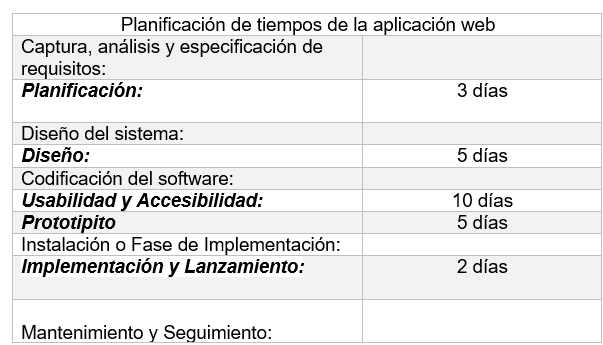 Planificación de tiempos de la aplicación web
Captura, análisis y especificación de
requisitos:
Planificación: 3 días
Diseño del sistema:
Diseño: 5 días
Codificación del software:
Usabilidad y Accesibilidad: 10 días
Prototipito 5 días
Instalación o Fase de Implementación:
Implementación y Lanzamiento: 2 días
Mantenimiento y Seguimiento: